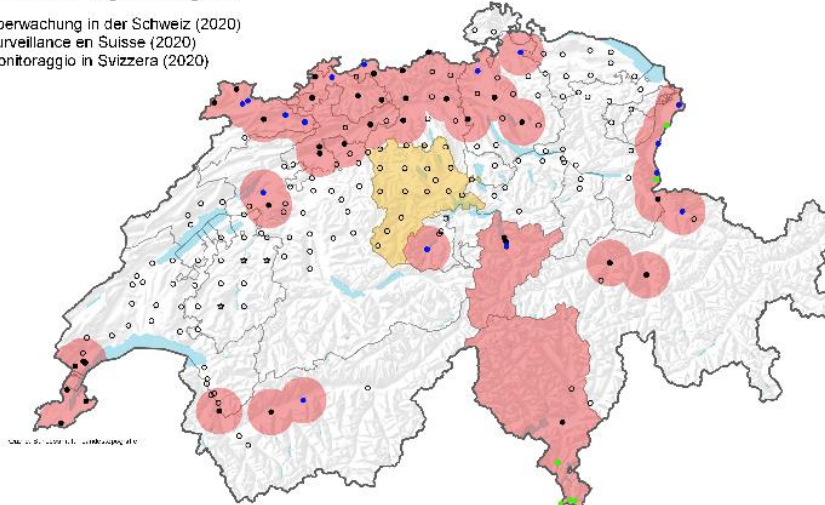 berwachung in der Schweiz (2020)
urveillance en Suisse (2020)
onitoraggio in Svizzera (2020)